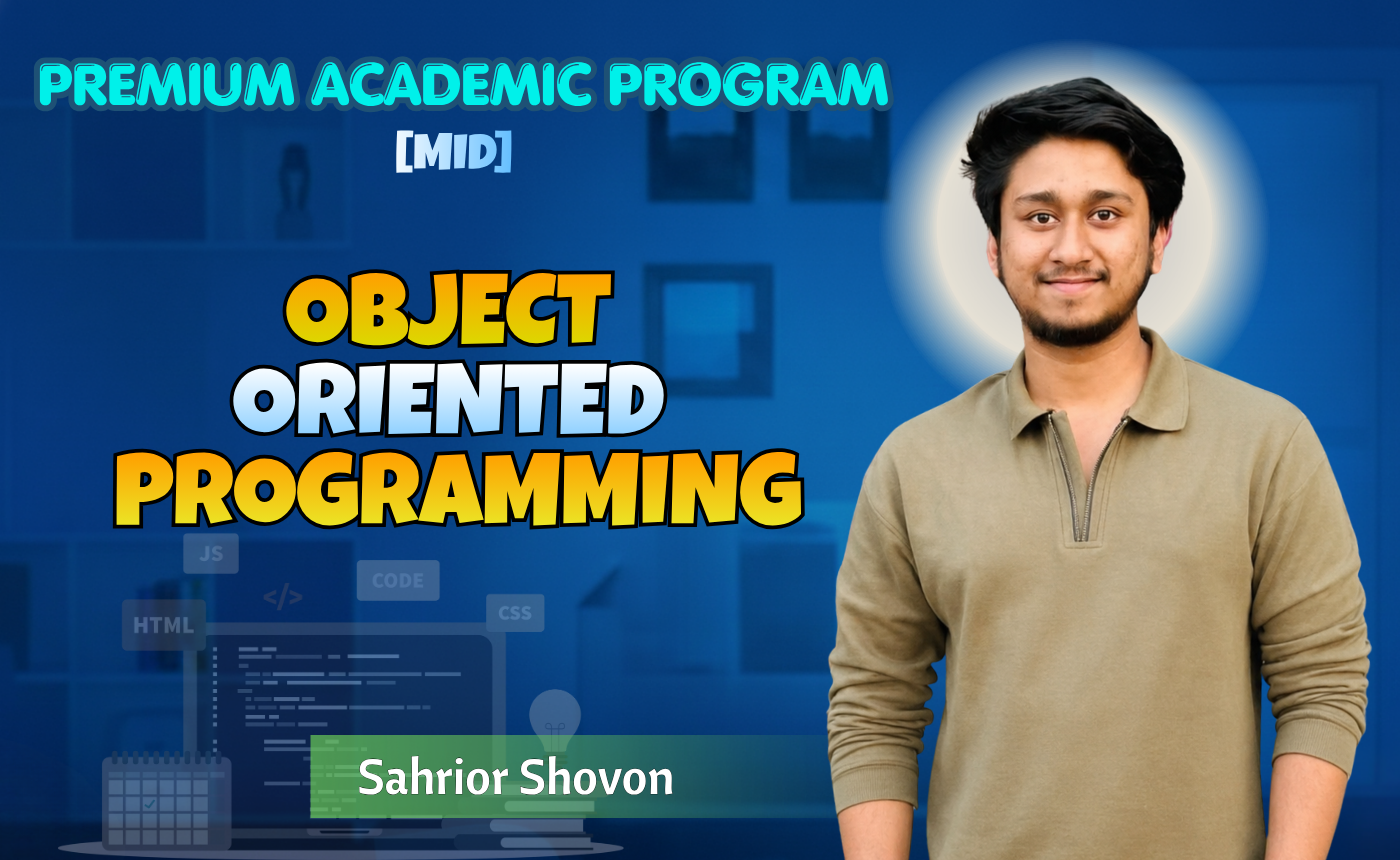 PREMIUM ACADEMIC PROGRAM
[MID]
OBJECT
ORIENTED
PROGRAMMING
JS
</>
CODE
HTML
CSS
Sahrior Shovon